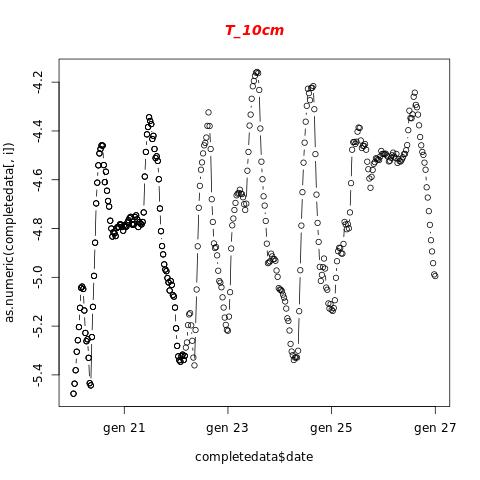 T_10cm
as.numeric(completedata[, i])
-4.2
-4.4
-4.6
-4.8
-5.0
-5.2
-5.4
gen 21
gen 23
gen 25
gen 27
completedata$date